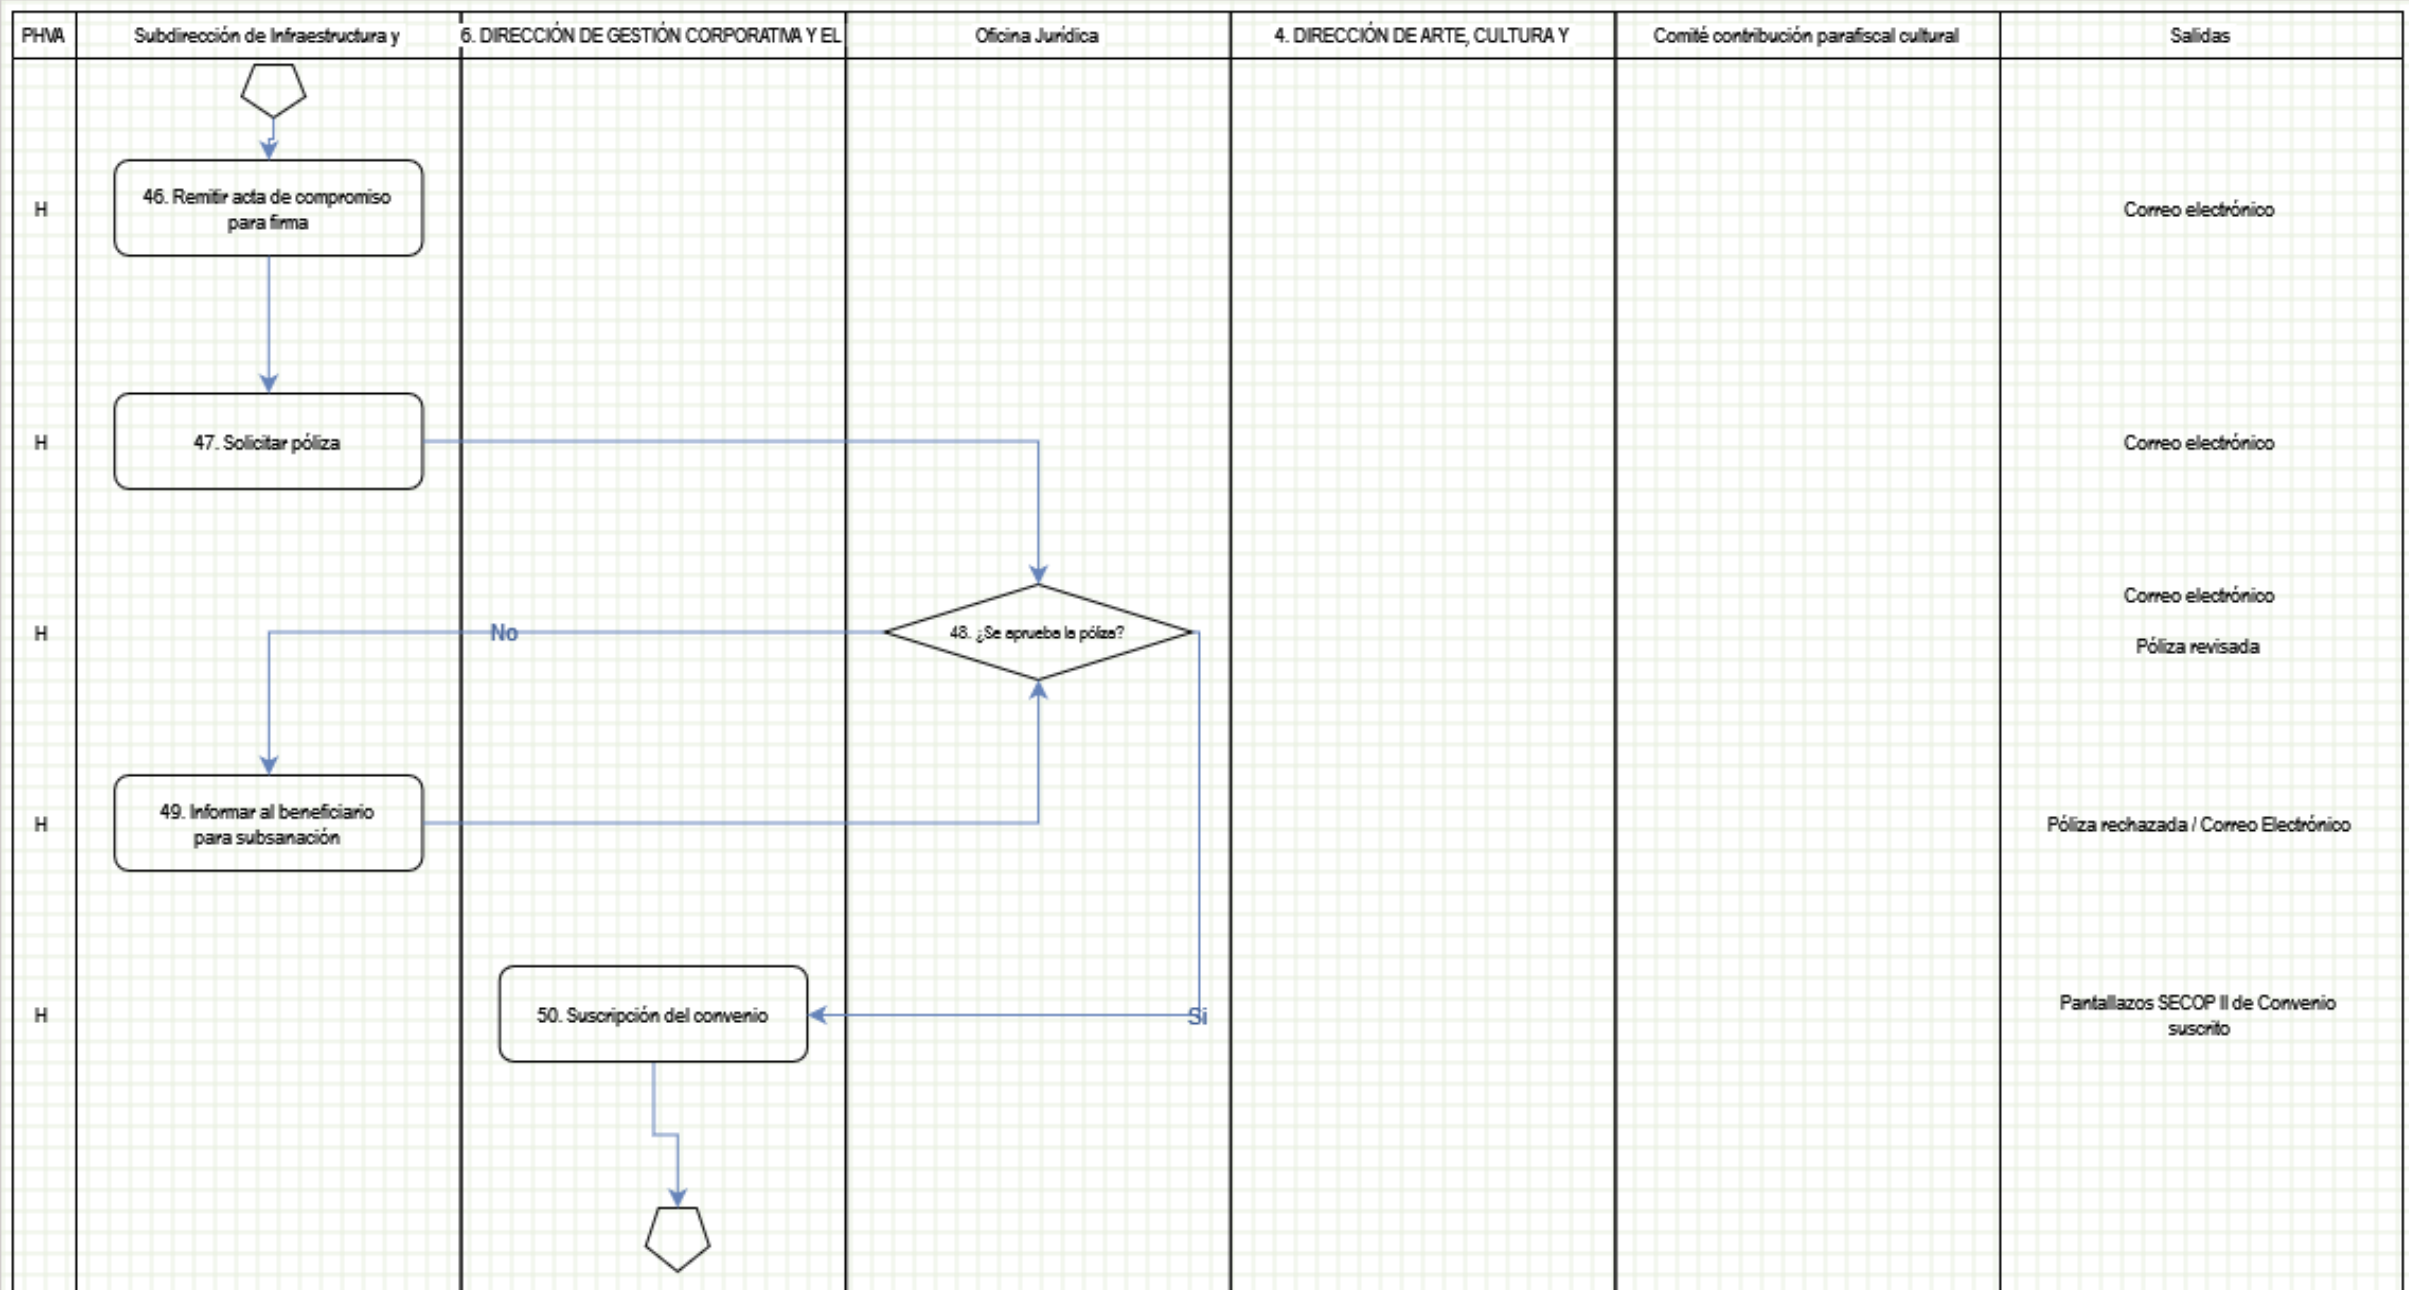 PHVA
Subdirección de Infraestructura y
6. DIRECCIÓN DE GESTIÓN CORPORATIVA Y EL
Oficina Jurídica
4. DIRECCIÓN DE ARTE, CULTURA Y
Comité contribución parafiscal cultural
Salidas
H
46. Remitir acta de compromiso
para firma
Correo electrónico
H
47. Solicitar póliza
Correo electrónico
H
No
48. ¿Se aprueba la póliza?
Correo electrónico
Póliza revisada
H
49. Informar al beneficiario
para subsanación
Póliza rechazada / Correo Electrónico
H
50. Suscripción del convenio
Si
Pantallazos SECOP II de Convenio
suscrito